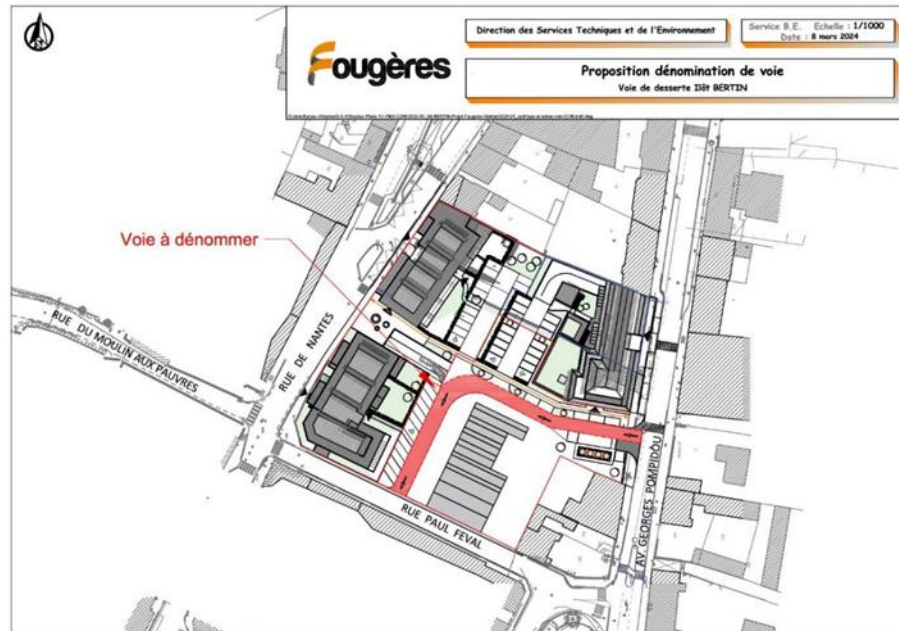 Direction des Services Techniques et de l'Environnement
Service B.E. Echelle : 1/1000
Date : 8 mars 2024
Fougères
Proposition dénomination de voie
Voie de desserte Ilôt BERTIN
Voie à dénommer
RUE DU MOULIN AUX PAUVRES
RUE DE NANTES
RUE PAUL FEVAL
AV. GEORGES POMPIDOU